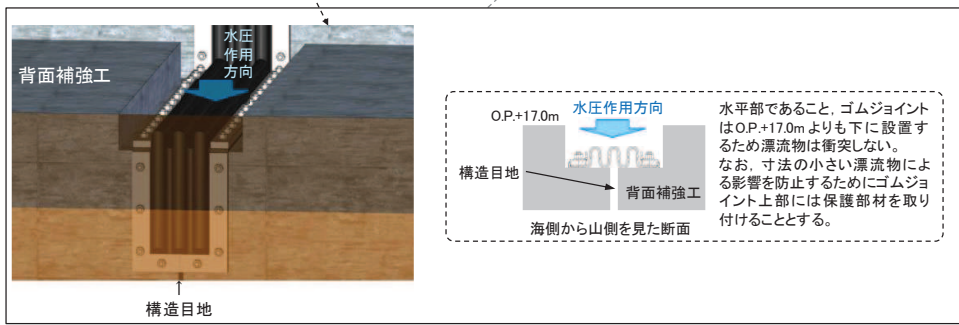 水圧
作用
方向
背面補強工
構造目地
水圧作用方向
O.P.+17.0m
構造目地
背面補強工
海側から山側を見た断面
水平部であること，ゴムジョイント
はO.P.+17.0mよりも下に設置す
るため漂流物は衝突しない。
なお，寸法の小さい漂流物によ
る影響を防止するためにゴムジョ
イント上部には保護部材を取り
付けることとする。